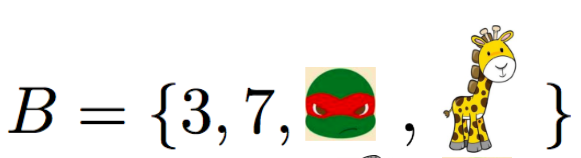 B = {3, 7, , }